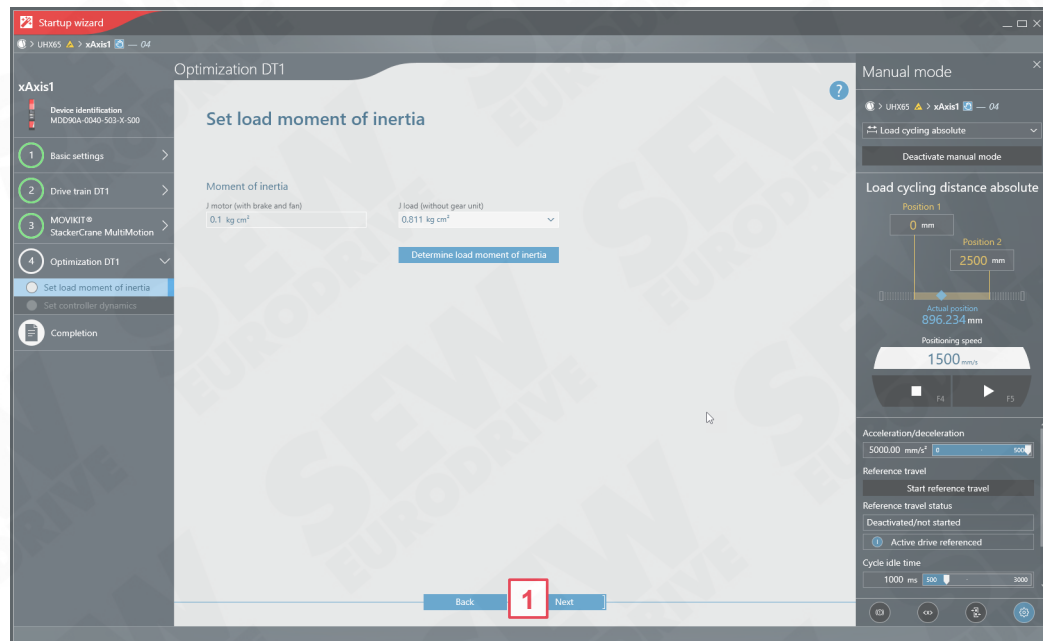 Startup wizard
> UHX65 > xAxis1 — 04
xAxis1
Device identification
MDD90A-0040-503-X-S00
1 Basic settings
2 Drive train DT1
3 MOVIKIT®
StackerCrane MultiMotion
4 Optimization DT1
Set load moment of inertia
Set controller dynamics
Completion
Optimization DT1
?
Set load moment of inertia
Moment of inertia
J motor (with brake and fan)
0.1 kg cm²
J load (without gear unit)
0.811 kg cm²
Determine load moment of inertia
Back
1
Next
Manual mode
> UHX65 > xAxis1 — 04
Load cycling absolute
Deactivate manual mode
Load cycling distance absolute
Position 1
0 mm
Position 2
2500 mm
Actual position
896.234 mm
Positioning speed
1500 mm/s
F4
F5
Acceleration/deceleration
5000.00 mm/s² 0 5000
Reference travel
Start reference travel
Reference travel status
Deactivated/not started
Active drive referenced
Cycle idle time
1000 ms 500 3000
SEW
EURODRIVE